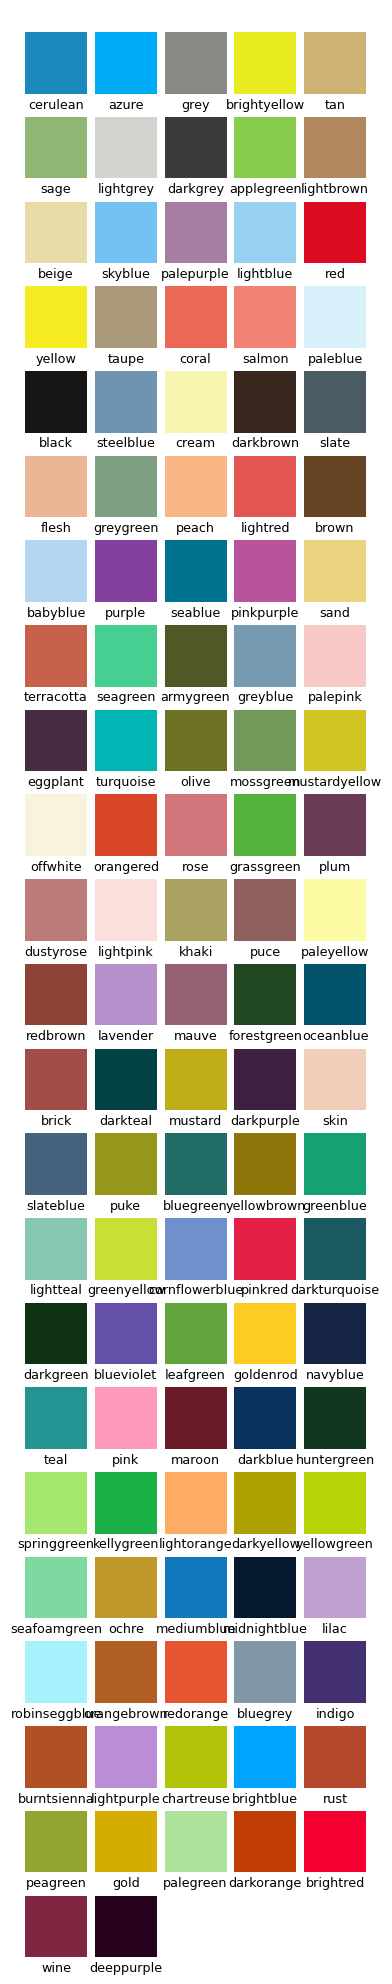 cerulean azure grey brightyellow tan
sage lightgrey darkgrey applegreen lightbrown
beige skyblue palepurple lightblue red
yellow taupe coral salmon paleblue
black steelblue cream darkbrown slate
flesh greygreen peach lightred brown
babyblue purple seablue pinkpurple sand
terracotta seagreen armygreen greyblue palepink
eggplant turquoise olive mossgreen mustardyellow
offwhite orangered rose grassgreen plum
dustyrose lightpink khaki puce paleyellow
redbrown lavender mauve forestgreen oceanblue
brick darkteal mustard darkpurple skin
slateblue puke bluegreen yellowbrown greenblue
lightteal greenyellow cornflowerblue pinkred darkturquoise
darkgreen blueviolet leafgreen goldenrod navyblue
teal pink maroon darkblue huntergreen
springgreen kellygreen lightorange darkyellow yellowgreen
seafoamgreen ochre mediumblue midnightblue lilac
robinseggblue orangebrown redorange bluegrey indigo
burntsienna lightpurple chartreuse brightblue rust
peagreen gold palegreen darkorange brightred
wine deeppurple